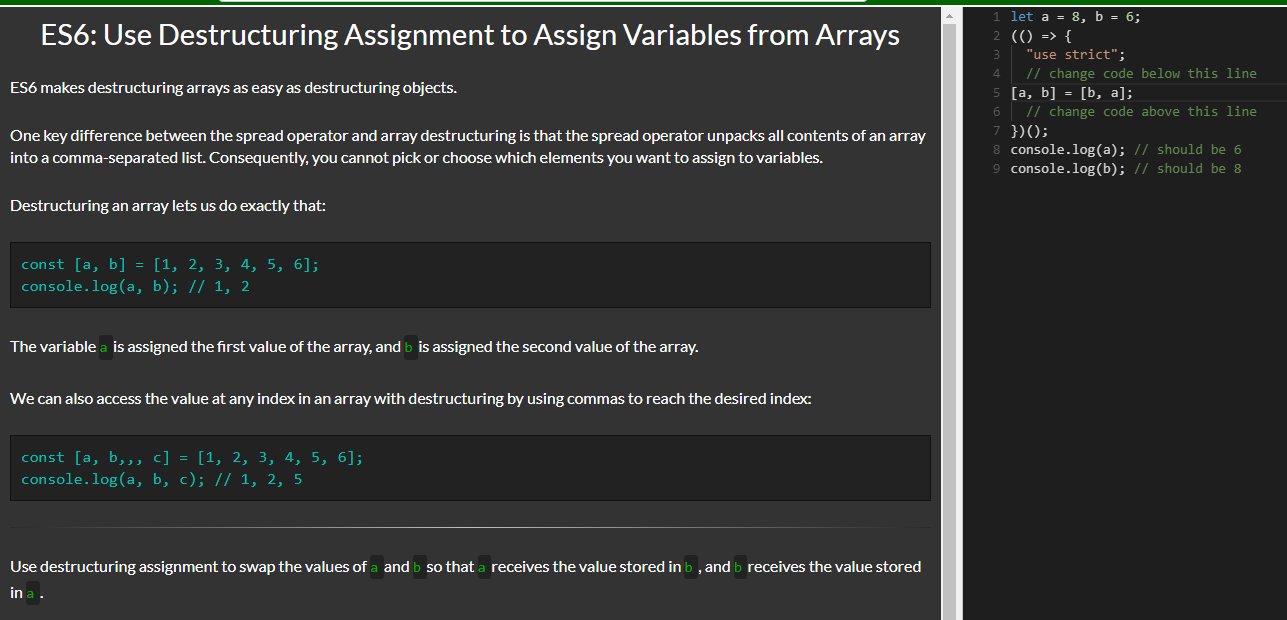 ES6: Use Destructuring Assignment to Assign Variables from Arrays
ES6 makes destructuring arrays as easy as destructuring objects.
One key difference between the spread operator and array destructuring is that the spread operator unpacks all contents of an array
into a comma-separated list. Consequently, you cannot pick or choose which elements you want to assign to variables.
Destructuring an array lets us do exactly that:
const [a, b] = [1, 2, 3, 4, 5, 6];
console.log(a, b); // 1, 2
The variable a is assigned the first value of the array, and b is assigned the second value of the array.
We can also access the value at any index in an array with destructuring by using commas to reach the desired index:
const [a, b,,, c] = [1, 2, 3, 4, 5, 6];
console.log(a, b, c); // 1, 2, 5
Use destructuring assignment to swap the values of a and b so that a receives the value stored in b , and b receives the value stored
in a .
1 let a = 8, b = 6;
2 (() => {
3 "use strict";
4 // change code below this line
5 [a, b] = [b, a];
6 // change code above this line
7 })();
8 console.log(a); // should be 6
9 console.log(b); // should be 8